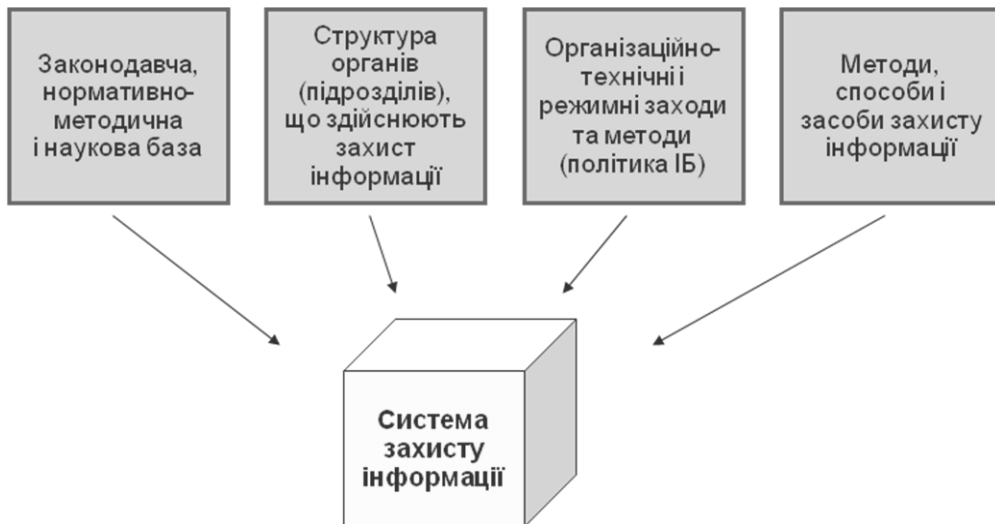 Законодавча,
нормативно-
методична
і наукова база
Структура
органів
(підрозділів),
що здійснюють
захист
інформації
Організаційно-
технічні і
режимні заходи
та методи
(політика ІБ)
Методи,
способи і
засоби захисту
інформації
Система
захисту
інформації